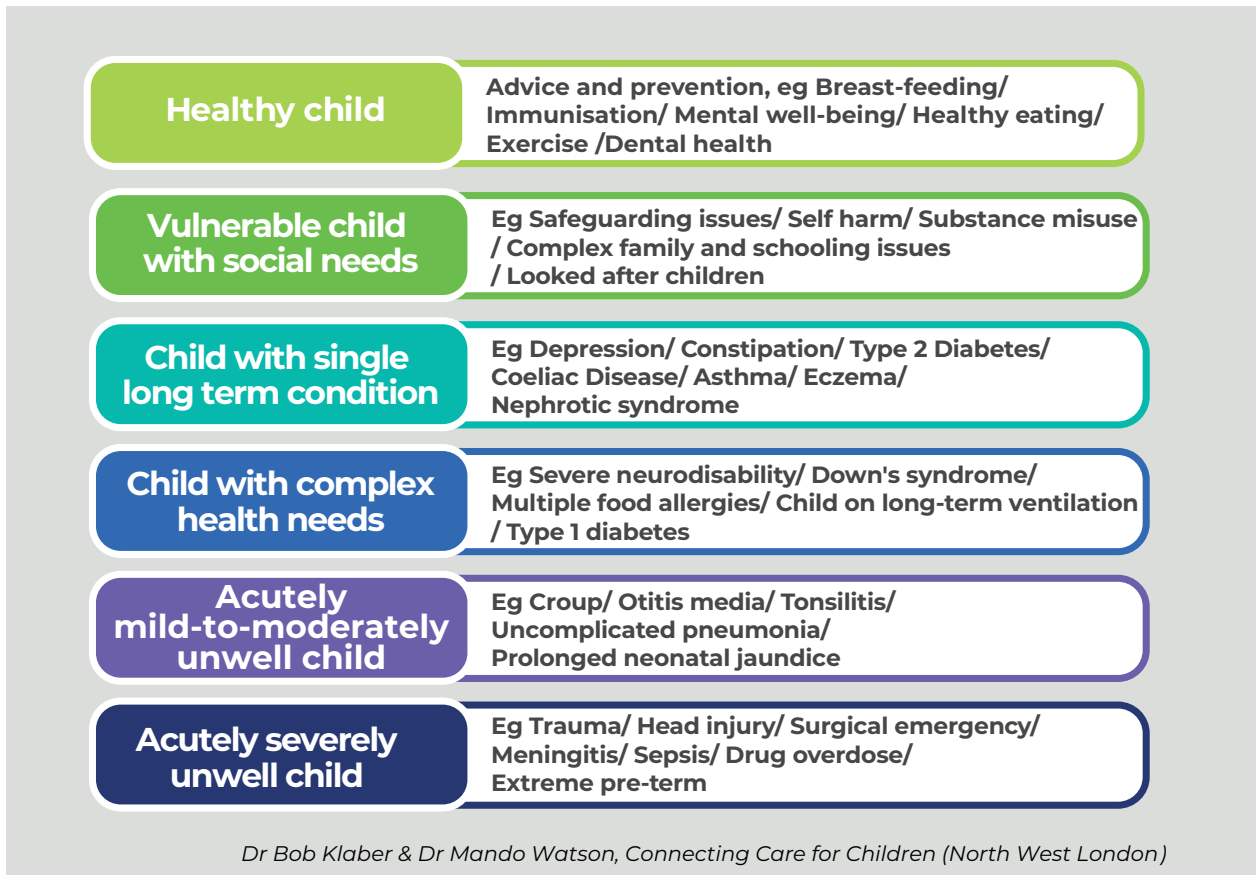 Healthy child
Advice and prevention, eg Breast-feeding/
Immunisation/ Mental well-being/ Healthy eating/
Exercise /Dental health
Vulnerable child
with social needs
Eg Safeguarding issues/ Self harm/ Substance misuse
/ Complex family and schooling issues
/ Looked after children
Child with single
long term condition
Eg Depression/ Constipation/ Type 2 Diabetes/
Coeliac Disease/ Asthma/ Eczema/
Nephrotic syndrome
Child with complex
health needs
Eg Severe neurodisability/ Down's syndrome/
Multiple food allergies/ Child on long-term ventilation
/ Type 1 diabetes
Acutely
mild-to-moderately
unwell child
Eg Croup/ Otitis media/ Tonsilitis/
Uncomplicated pneumonia/
Prolonged neonatal jaundice
Acutely severely
unwell child
Eg Trauma/ Head injury/ Surgical emergency/
Meningitis/ Sepsis/ Drug overdose/
Extreme pre-term
Dr Bob Klaber & Dr Mando Watson, Connecting Care for Children (North West London)